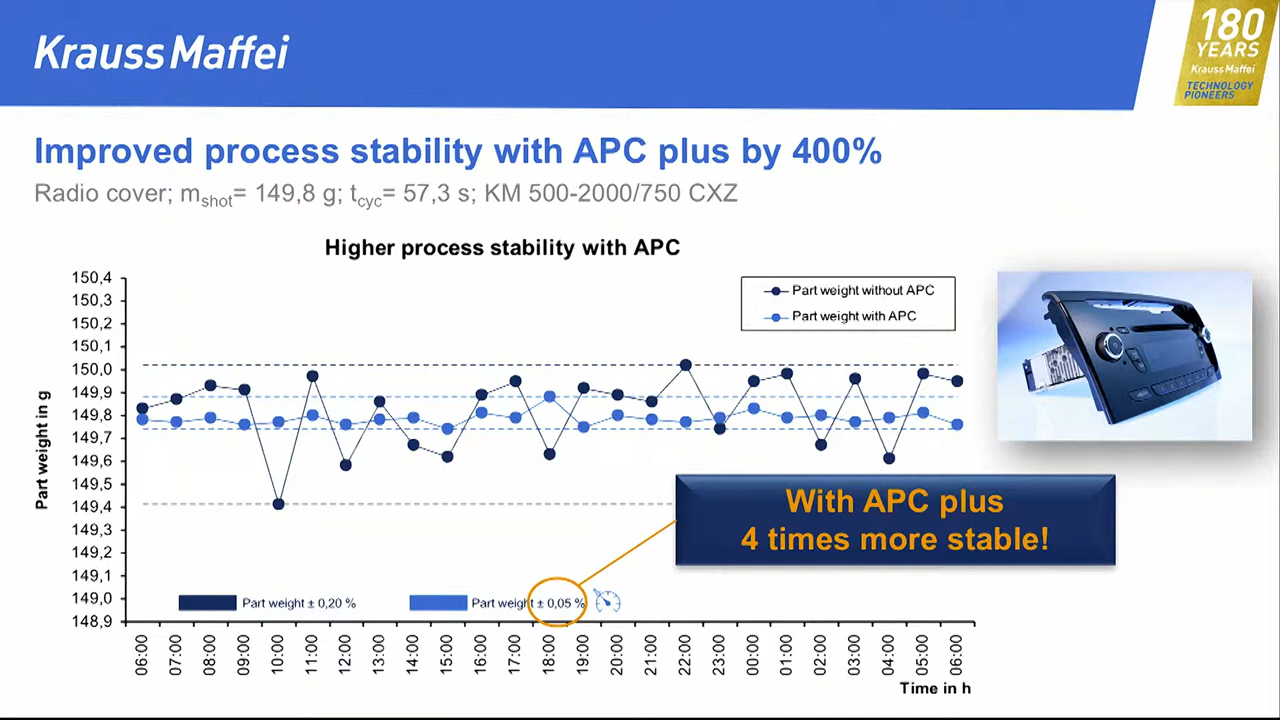 Krauss Maffei
180
YEARS
Krauss Maffei
TECHNOLOGY
PIONEERS
Improved process stability with APC plus by 400%
Radio cover; mshot= 149,8 g; tcyc= 57,3 s; KM 500-2000/750 CXZ
Higher process stability with APC
Part weight without APC
Part weight with APC
Part weight in g
150,4
150,3
150,2
150,1
150,0
149,9
149,8
149,7
149,6
149,5
149,4
149,3
149,2
149,1
149,0
148,9
With APC plus
4 times more stable!
Part weight ± 0,20 %
Part weight ± 0,05 %
06:00
07:00
08:00
09:00
10:00
11:00
12:00
13:00
14:00
15:00
16:00
17:00
18:00
19:00
20:00
21:00
22:00
23:00
00:00
01:00
02:00
03:00
04:00
05:00
06:00
Time in h